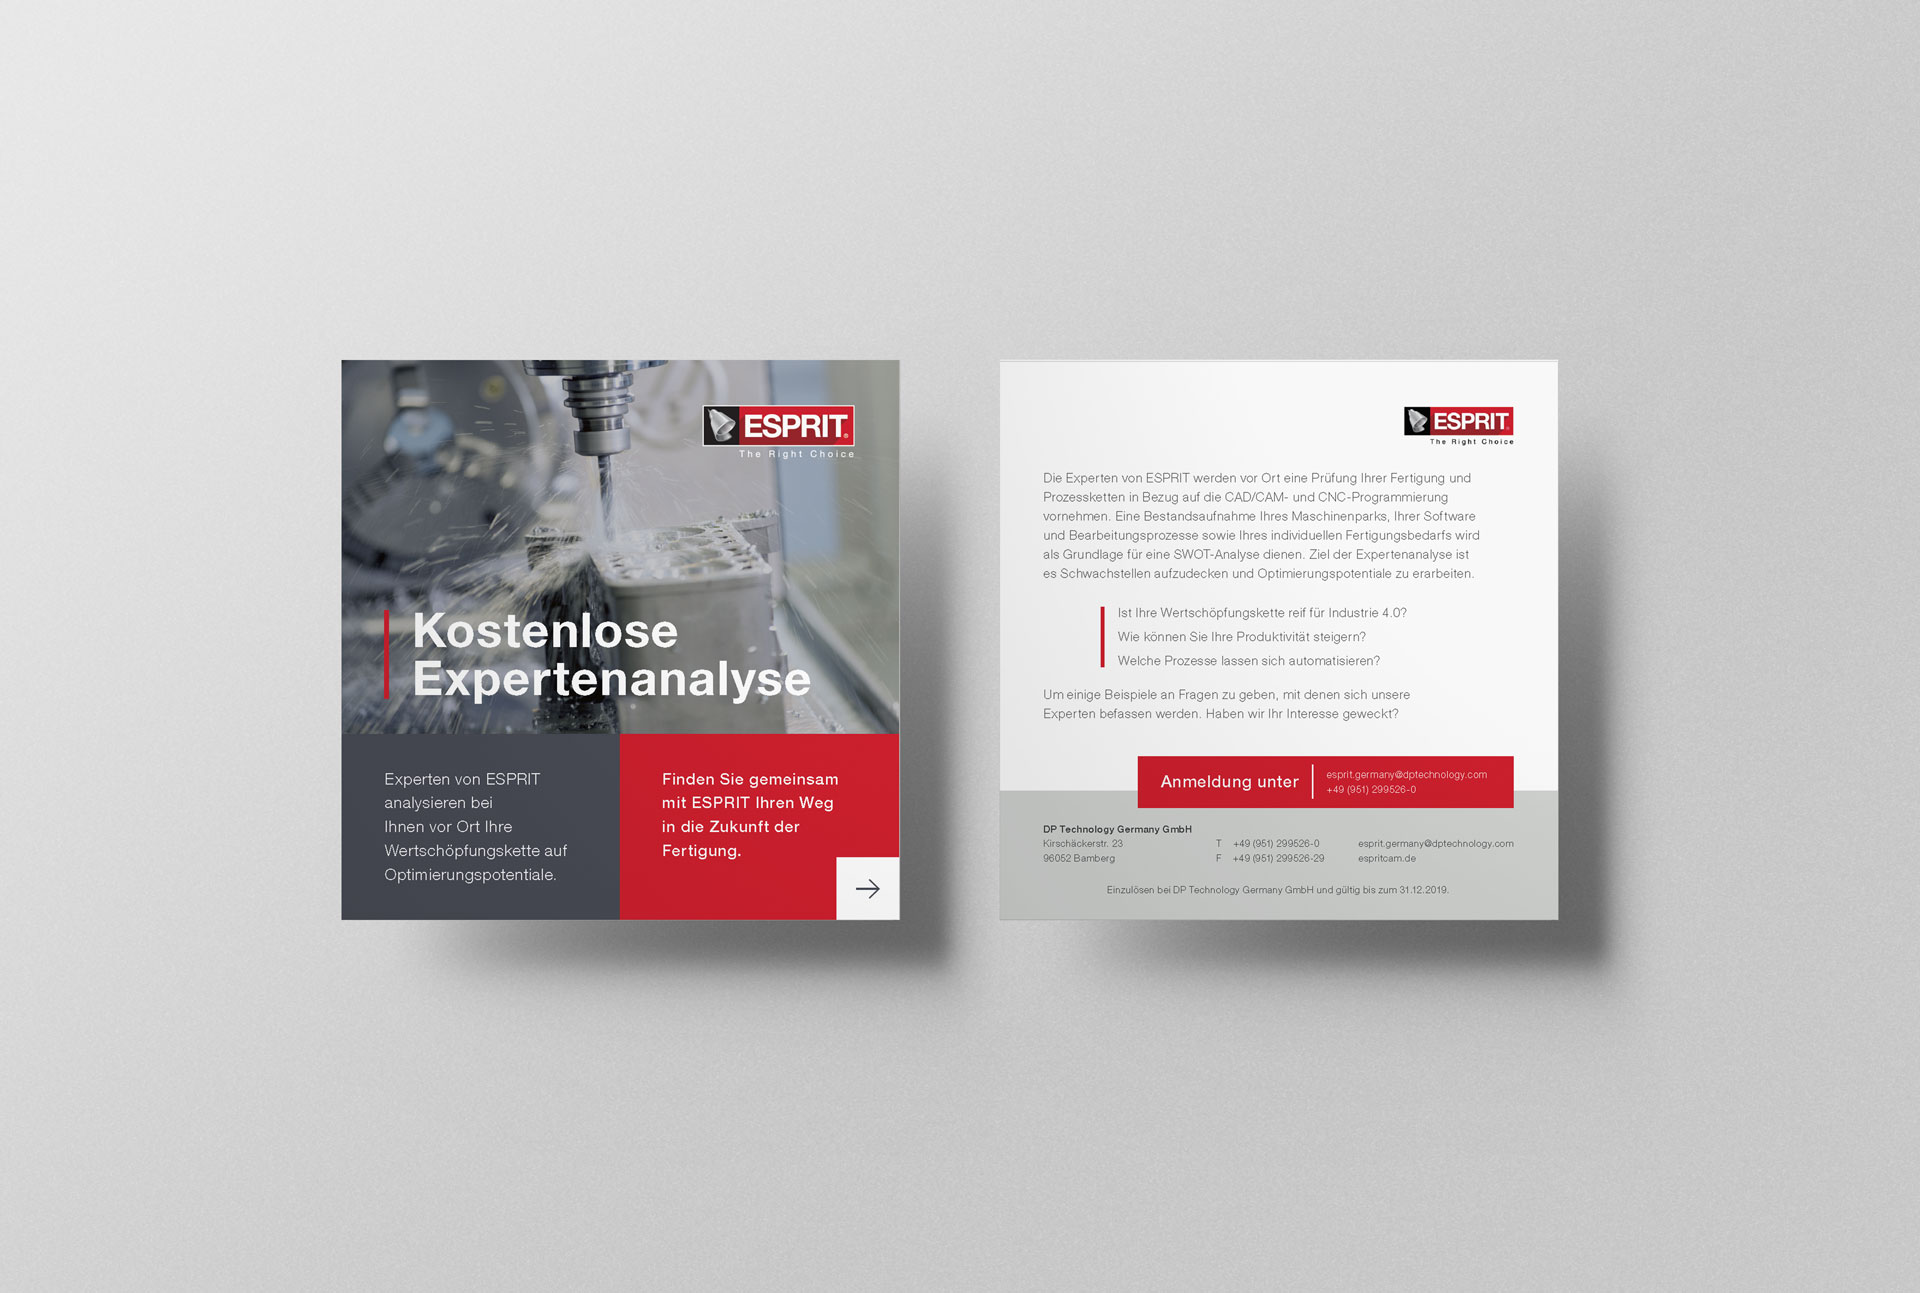 ESPRIT®
The Right Choice
Kostenlose
Expertenanalyse
Experten von ESPRIT
analysieren bei
Ihnen vor Ort Ihre
Wertschöpfungskette auf
Optimierungspotentiale.
Finden Sie gemeinsam
mit ESPRIT Ihren Weg
in die Zukunft der
Fertigung.
ESPRIT
The Right Choice
Die Experten von ESPRIT werden vor Ort eine Prüfung Ihrer Fertigung und
Prozessketten in Bezug auf die CAD/CAM- und CNC-Programmierung
vornehmen. Eine Bestandsaufnahme Ihres Maschinenparks, Ihrer Software
und Bearbeitungsprozesse sowie Ihres individuellen Fertigungsbedarfs wird
als Grundlage für eine SWOT-Analyse dienen. Ziel der Expertenanalyse ist
es Schwachstellen aufzudecken und Optimierungspotentiale zu erarbeiten.
Ist Ihre Wertschöpfungskette reif für Industrie 4.0?
Wie können Sie Ihre Produktivität steigern?
Welche Prozesse lassen sich automatisieren?
Um einige Beispiele an Fragen zu geben, mit denen sich unsere
Experten befassen werden. Haben wir Ihr Interesse geweckt?
Anmeldung unter
esprit.germany@dptechnology.com
+49 (951) 299526-0
DP Technology Germany GmbH
Kirschäckerstr. 23 T +49 (951) 299526-0 esprit.germany@dptechnology.com
96052 Bamberg F +49 (951) 299526-29 espritcam.de
Einzulösen bei DP Technology Germany GmbH und gültig bis zum 31.12.2019.